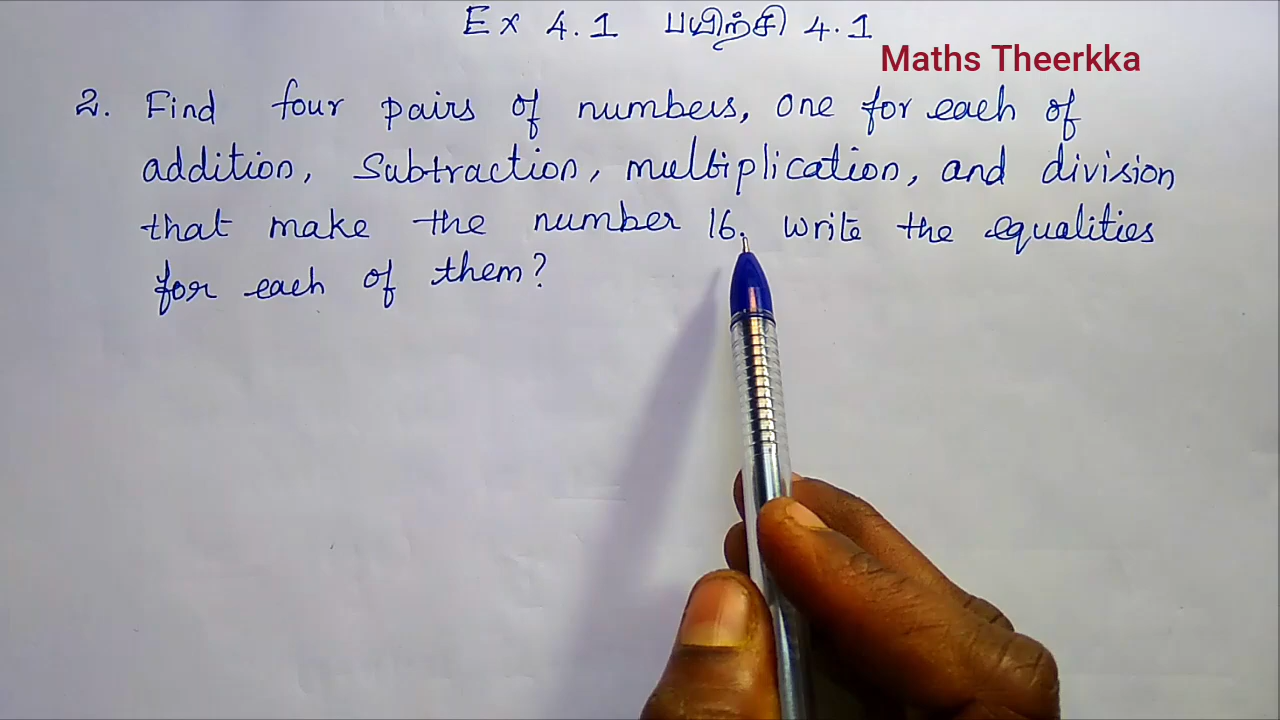 Ex 4.1 பயிற்சி 4.1
Maths Theerkka
2. Find four pairs of numbers, one for each of
addition, Subtraction, multiplication, and division
that make the number 16. Write the equalities
for each of them?